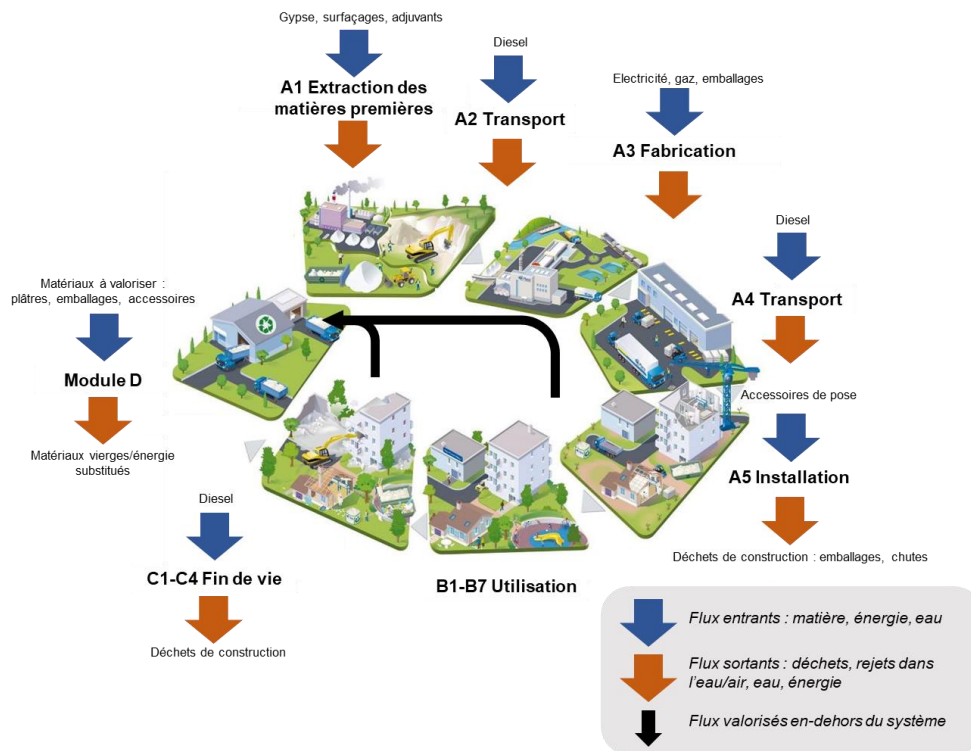 Gypse, surfaçages, adjuvants
A1 Extraction des
matières premières
Diesel
A2 Transport
Electricité, gaz, emballages
A3 Fabrication
Diesel
A4 Transport
Accessoires de pose
A5 Installation
Déchets de construction : emballages, chutes
B1-B7 Utilisation
Diesel
C1-C4 Fin de vie
Déchets de construction
Matériaux à valoriser :
plâtres, emballages, accessoires
Module D
Matériaux vierges/énergie
substitués
Flux entrants : matière, énergie, eau
Flux sortants : déchets, rejets dans
l'eau/air, eau, énergie
Flux valorisés en-dehors du système